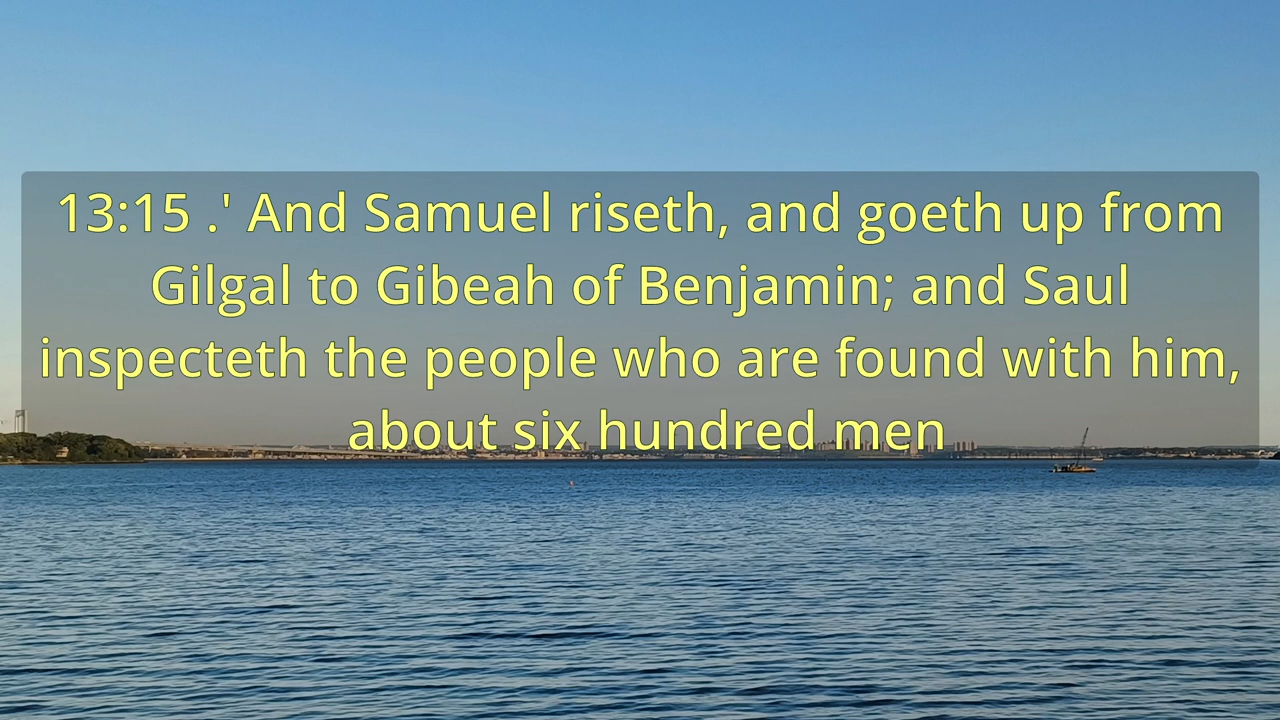 13:15 .' And Samuel riseth, and goeth up from
Gilgal to Gibeah of Benjamin; and Saul
inspecteth the people who are found with him,
about six hundred men